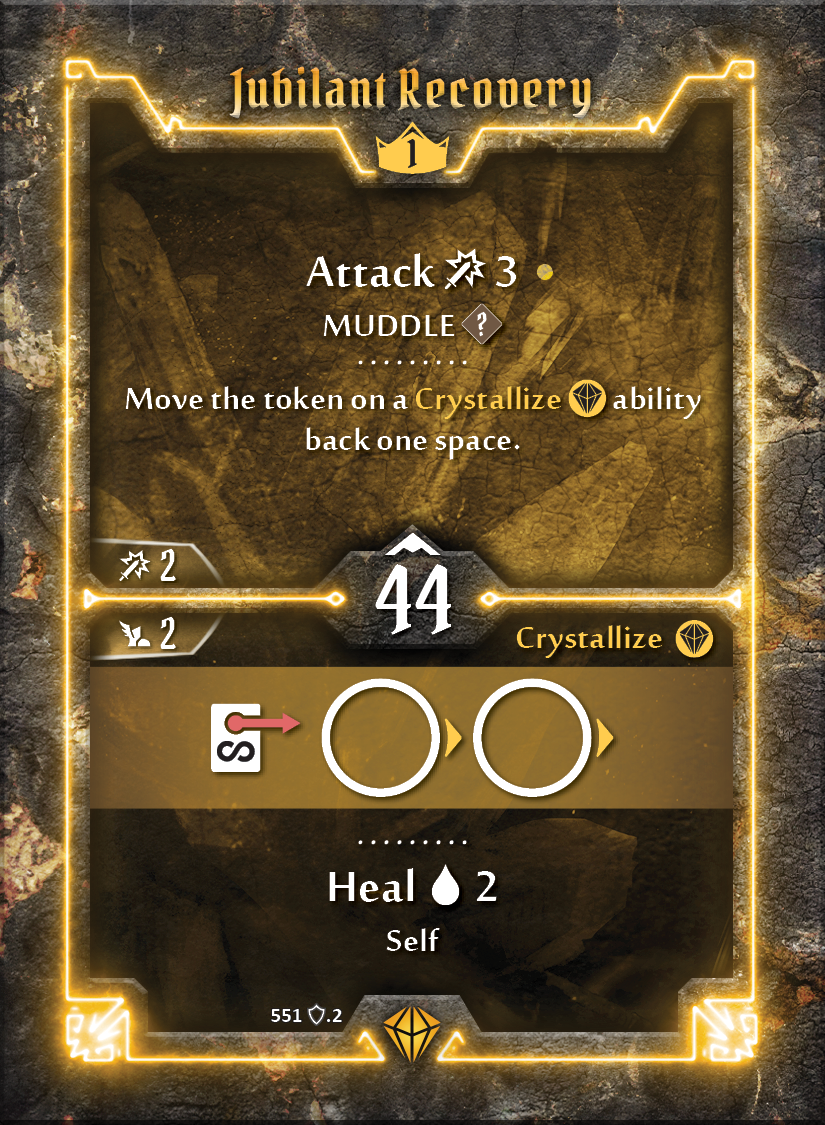 Jubilant Recovery
1
Attack 3
MUDDLE ?
Move the token on a Crystallize ability
back one space.
2
44
2
Crystallize
Heal 2
Self
551 .2